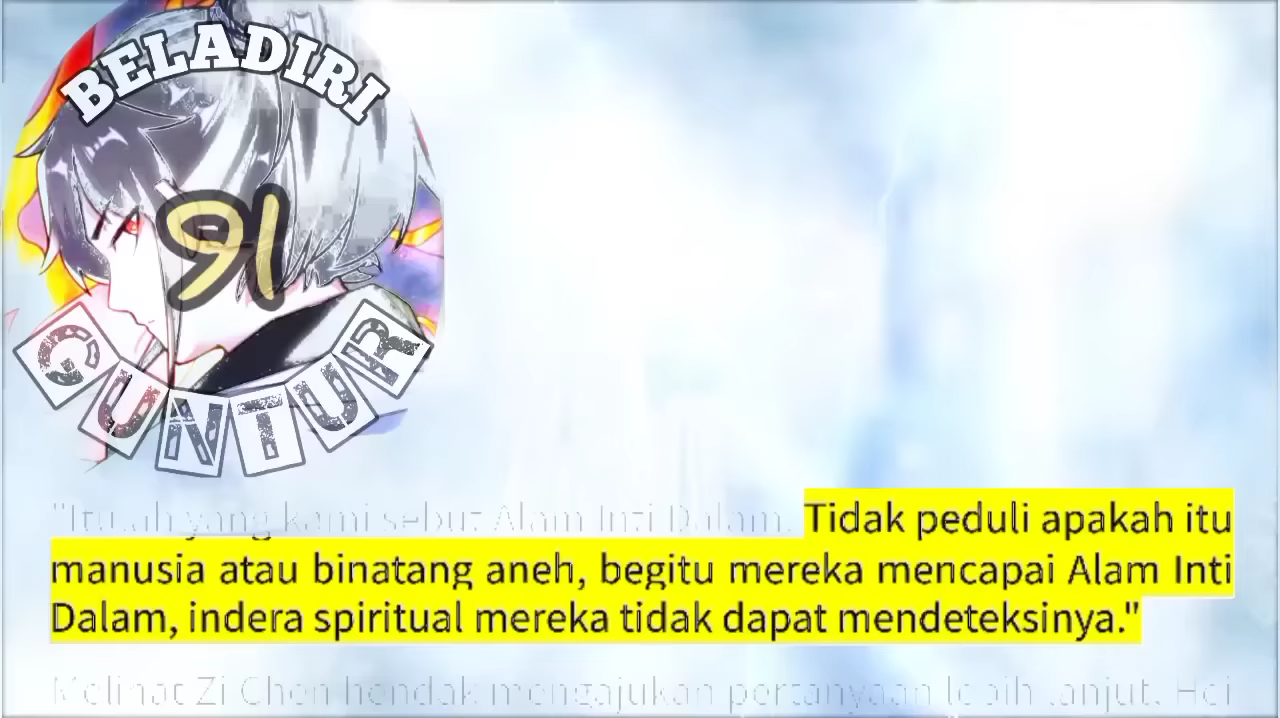 BELADIRI
91
GUNTUR
"Itulah yang kami sebut Alam Inti Dalam. Tidak peduli apakah itu
manusia atau binatang aneh, begitu mereka mencapai Alam Inti
Dalam, indera spiritual mereka tidak dapat mendeteksinya."
Melihat Zi Chen hendak mengajukan pertanyaan lebih lanjut, Hei